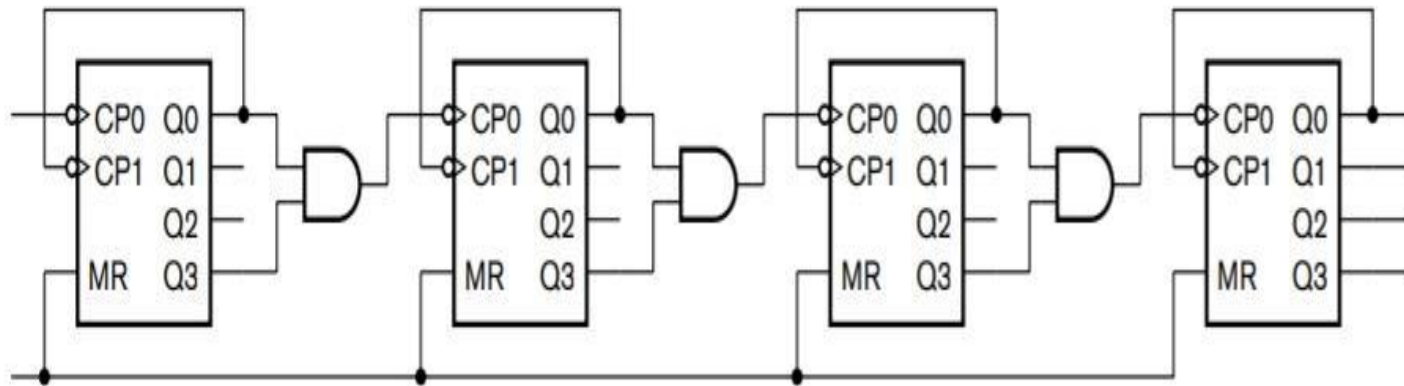 CP0 Q0 CP0 Q0 CP0 Q0 CP0 Q0
CP1 Q1 CP1 Q1 CP1 Q1 CP1 Q1
Q2 Q2 Q2 Q2
MR Q3 MR Q3 MR Q3 MR Q3